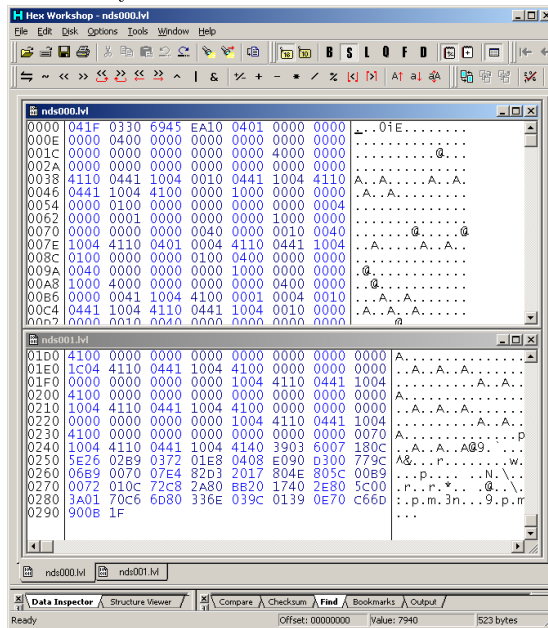 Hex Workshop - nds000.lvl
File Edit Disk Options Tools Window Help
B S L Q F D
nds000.lvl
0000 041F 0330 6945 EA10 0401 0000 0000 ...0iE........
000E 0000 0400 0000 0000 0000 0000 0000 ..............
001C 0000 0000 0000 0000 0000 4000 0000 ..........@...
002A 0000 0000 0000 0000 0000 0000 0000 ..............
0038 4110 0441 1004 0010 0441 1004 4110 A..A.....A..A.
0046 0441 1004 4100 0000 1000 0000 0000 .A..A.........
0054 0000 0100 0000 0000 0000 0000 0004 ..............
0062 0000 0001 0000 0000 0000 1000 0000 ..............
0070 0000 0000 0000 0040 0000 0010 0040 .......@.....@
007E 1004 4110 0401 0004 4110 0441 1004 ..A.....A..A..
008C 0100 0000 0000 0100 0400 0000 0000 ..............
009A 0040 0000 0000 1000 0000 0000 0000 .@............
00A8 1000 4000 0000 0000 0000 0400 0000 ..@...........
00B6 0000 0041 1004 4100 0001 0004 0010 ...A..A.......
00C4 0441 1004 4110 0441 1004 0010 0000 .A..A..A......
00D2 0000 0010 0040 0000 0000 0000 0000
nds001.lvl
01D0 4100 0000 0000 0000 0000 0000 0000 0000 A...............
01E0 1C04 4110 0441 1004 4100 0000 0000 0000 ..A..A..A.......
01F0 0000 0000 0000 0000 1004 4110 0441 1004 ..........A..A..
0200 4100 0000 0000 0000 0000 0000 0000 0000 A...............
0210 1004 4110 0441 1004 4100 0000 0000 0000 ..A..A..A.......
0220 0000 0000 0000 0000 1004 4110 0441 1004 ..........A..A..
0230 4100 0000 0000 0000 0000 0000 0000 0070 A..............p
0240 1004 4110 0441 1004 4140 3903 6007 180C ..A..A..A@9.`...
0250 5E26 02B9 0372 01E8 0408 E090 D300 779C ^&...r........w.
0260 06B9 0070 07E4 82D3 2017 804E 805C 00B9 ...p.... ..N.\..
0270 0072 010C 72C8 2A80 BB20 1740 2E80 5C00 .r..r.*.. .@..\.
0280 3A01 70C6 6D80 336E 039C 0139 0E70 C66D :.p.m.3n...9.p.m
0290 900B 1F ...
nds000.lvl nds001.lvl
Data Inspector Structure Viewer Compare Checksum Find Bookmarks Output
Ready Offset: 00000000 Value: 7940 523 bytes